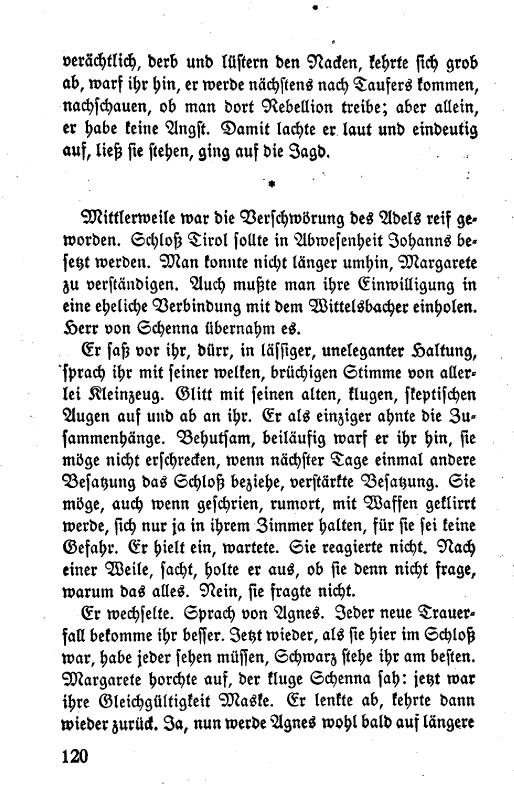 verächtlich, derb und lüstern den Nacken, kehrte sich grob
ab, warf ihr hin, er werde nächstens nach Taufers kommen,
nachschauen, ob man dort Rebellion treibe; aber allein,
er habe keine Angst. Damit lachte er laut und eindeutig
auf, ließ sie stehen, ging auf die Jagd.
*
Mittlerweile war die Verschwörung des Adels reif ge-
worden. Schloß Tirol sollte in Abwesenheit Johanns be-
setzt werden. Man konnte nicht länger umhin, Margarete
zu verständigen. Auch mußte man ihre Einwilligung in
eine eheliche Verbindung mit dem Wittelsbacher einholen.
Herr von Schenna übernahm es.
Er saß vor ihr, dürr, in lässiger, uneleganter Haltung,
sprach ihr mit seiner welken, brüchigen Stimme von aller-
lei Kleinzeug. Glitt mit seinen alten, klugen, skeptischen
Augen auf und ab an ihr. Er als einziger ahnte die Zu-
sammenhänge. Behutsam, beiläufig warf er ihr hin, sie
möge nicht erschrecken, wenn nächster Tage einmal andere
Besatzung das Schloß beziehe, verstärkte Besatzung. Sie
möge, auch wenn geschrien, rumort, mit Waffen geklirrt
werde, sich nur ja in ihrem Zimmer halten, für sie sei keine
Gefahr. Er hielt ein, wartete. Sie reagierte nicht. Nach
einer Weile, sacht, holte er aus, ob sie denn nicht frage,
warum das alles. Nein, sie fragte nicht.
Er wechselte. Sprach von Agnes. Jeder neue Trauer-
fall bekomme ihr besser. Jetzt wieder, als sie hier im Schloß
war, habe jeder sehen müssen, Schwarz stehe ihr am besten.
Margarete horchte auf, der kluge Schenna sah: jetzt war
ihre Gleichgültigkeit Maske. Er lenkte ab, kehrte dann
wieder zurück. Ja, nun werde Agnes wohl bald auf längere
120